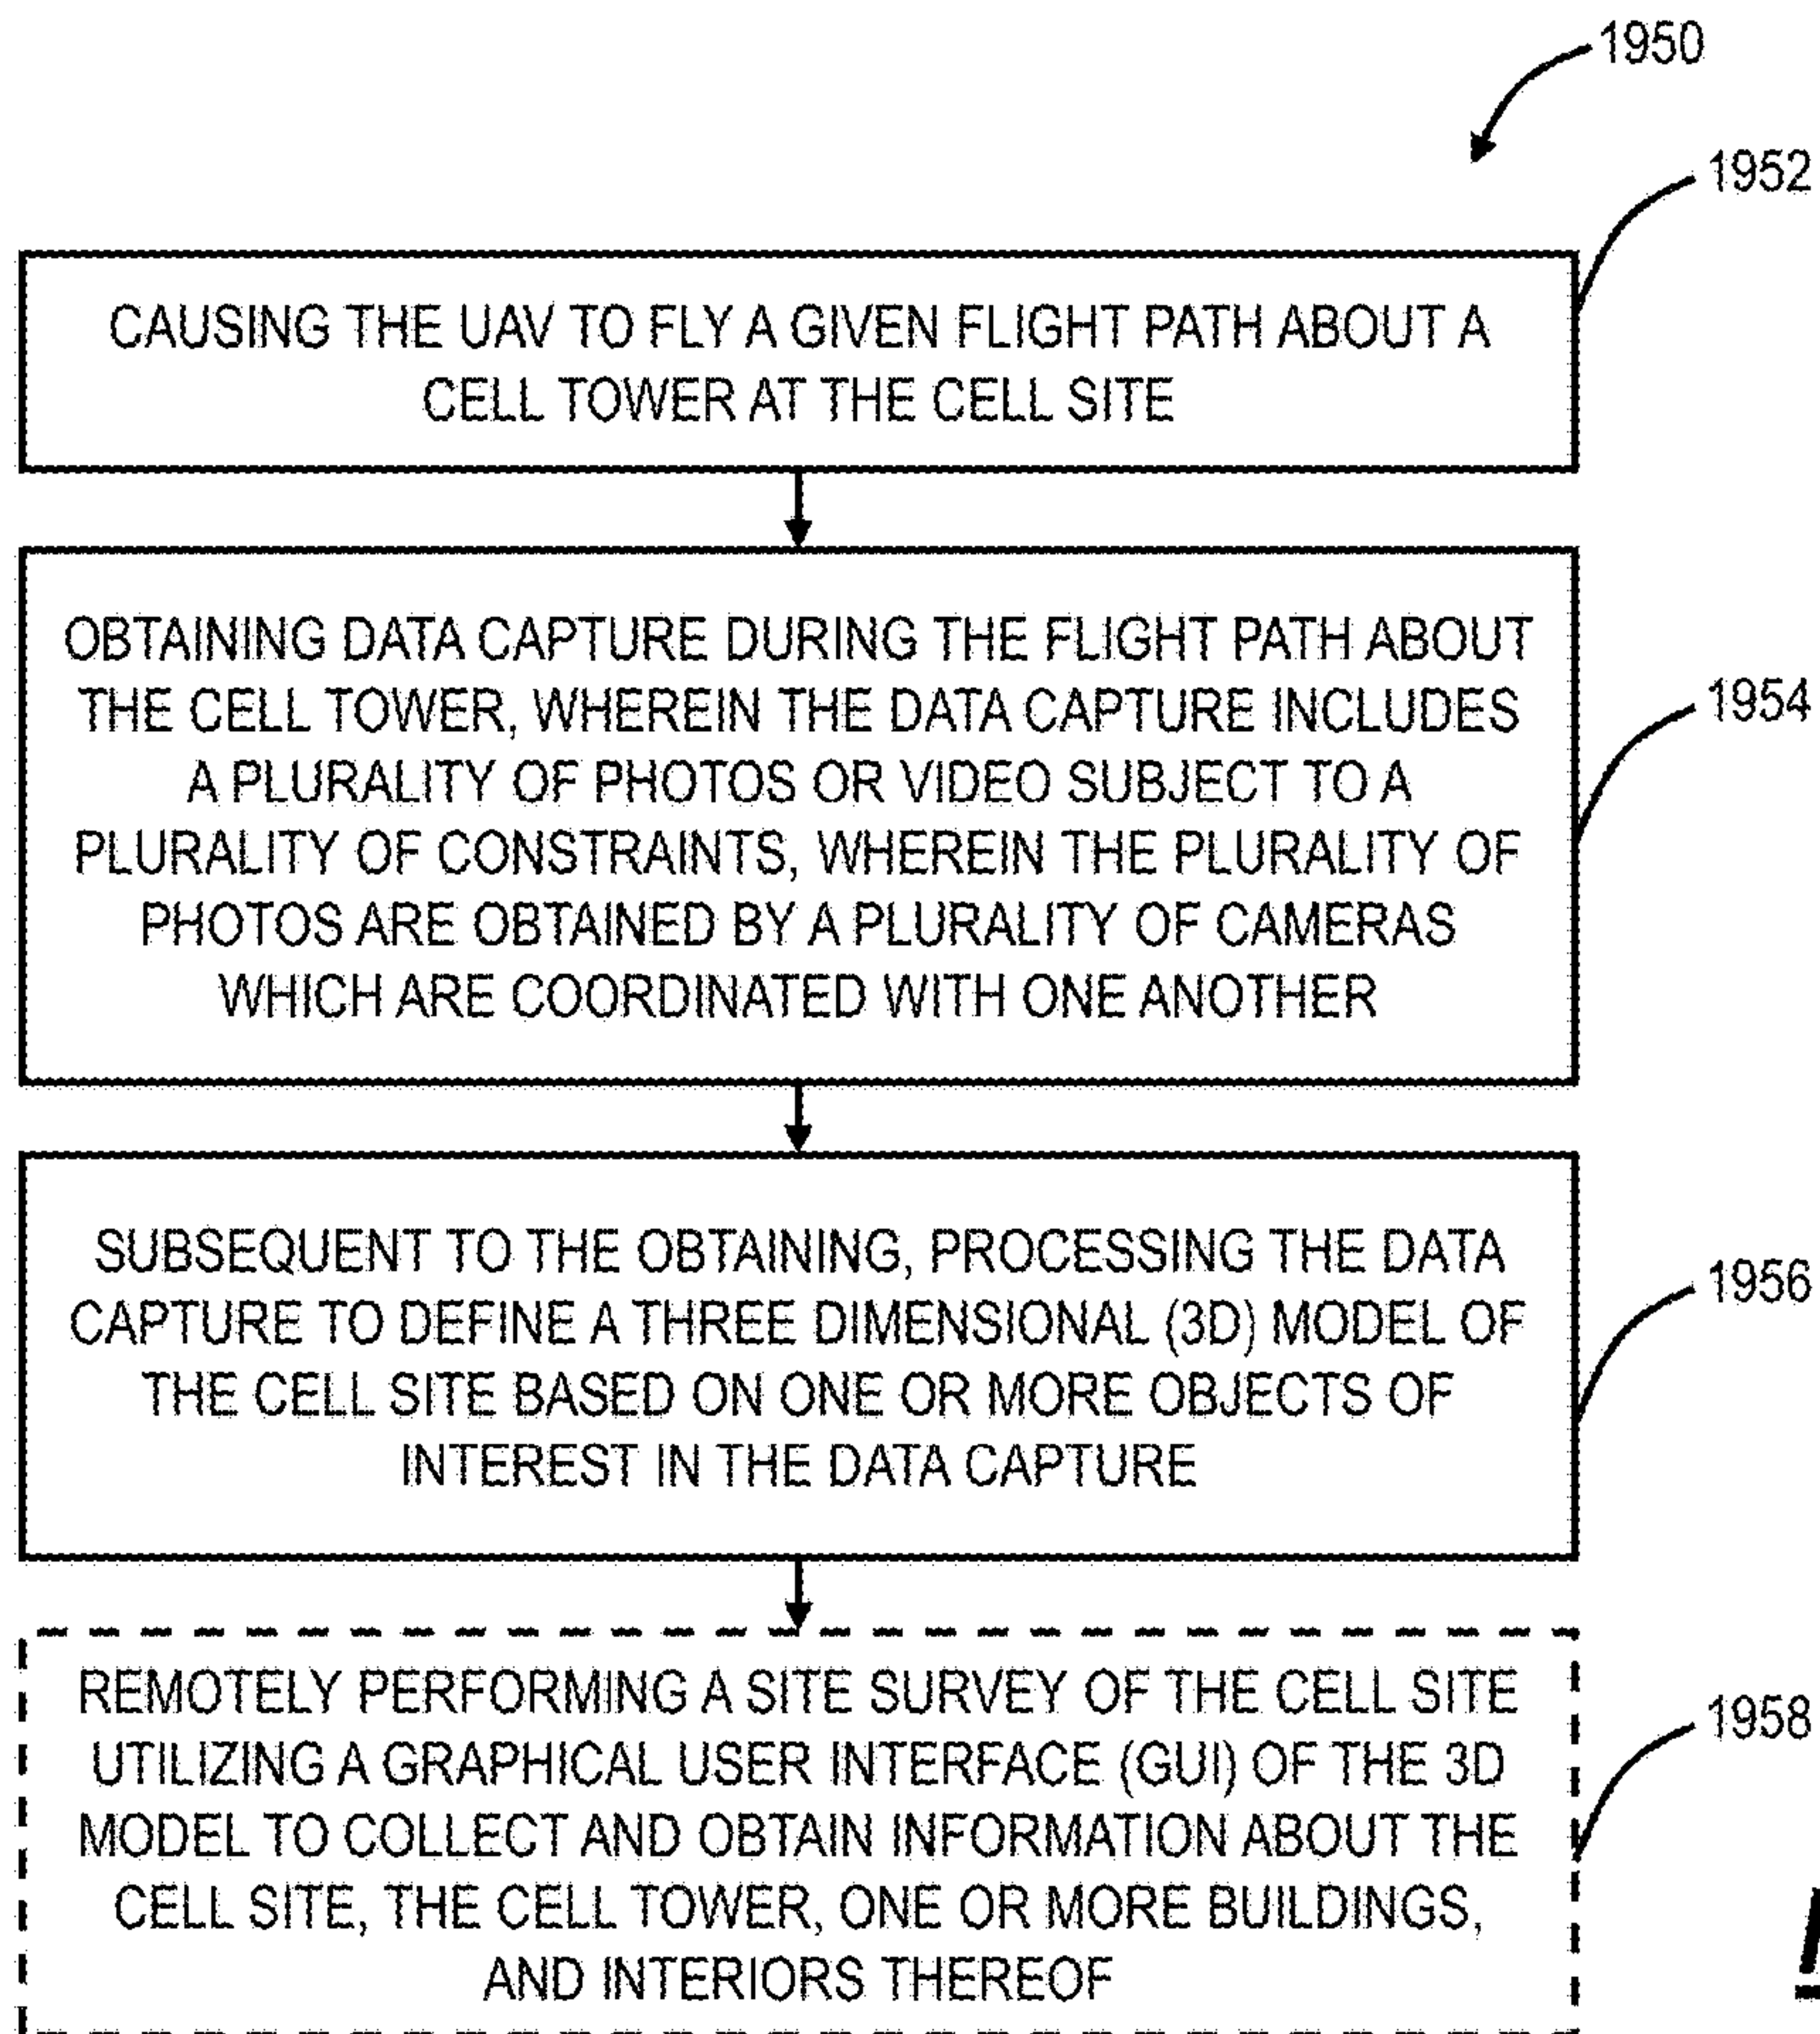 1950
1952
CAUSING THE UAV TO FLY A GIVEN FLIGHT PATH ABOUT A
CELL TOWER AT THE CELL SITE
OBTAINING DATA CAPTURE DURING THE FLIGHT PATH ABOUT
THE CELL TOWER, WHEREIN THE DATA CAPTURE INCLUDES
A PLURALITY OF PHOTOS OR VIDEO SUBJECT TO A
PLURALITY OF CONSTRAINTS, WHEREIN THE PLURALITY OF
PHOTOS ARE OBTAINED BY A PLURALITY OF CAMERAS
WHICH ARE COORDINATED WITH ONE ANOTHER
1954
SUBSEQUENT TO THE OBTAINING, PROCESSING THE DATA
CAPTURE TO DEFINE A THREE DIMENSIONAL (3D) MODEL OF
THE CELL SITE BASED ON ONE OR MORE OBJECTS OF
INTEREST IN THE DATA CAPTURE
1956
REMOTELY PERFORMING A SITE SURVEY OF THE CELL SITE
UTILIZING A GRAPHICAL USER INTERFACE (GUI) OF THE 3D
MODEL TO COLLECT AND OBTAIN INFORMATION ABOUT THE
CELL SITE, THE CELL TOWER, ONE OR MORE BUILDINGS,
AND INTERIORS THEREOF
1958